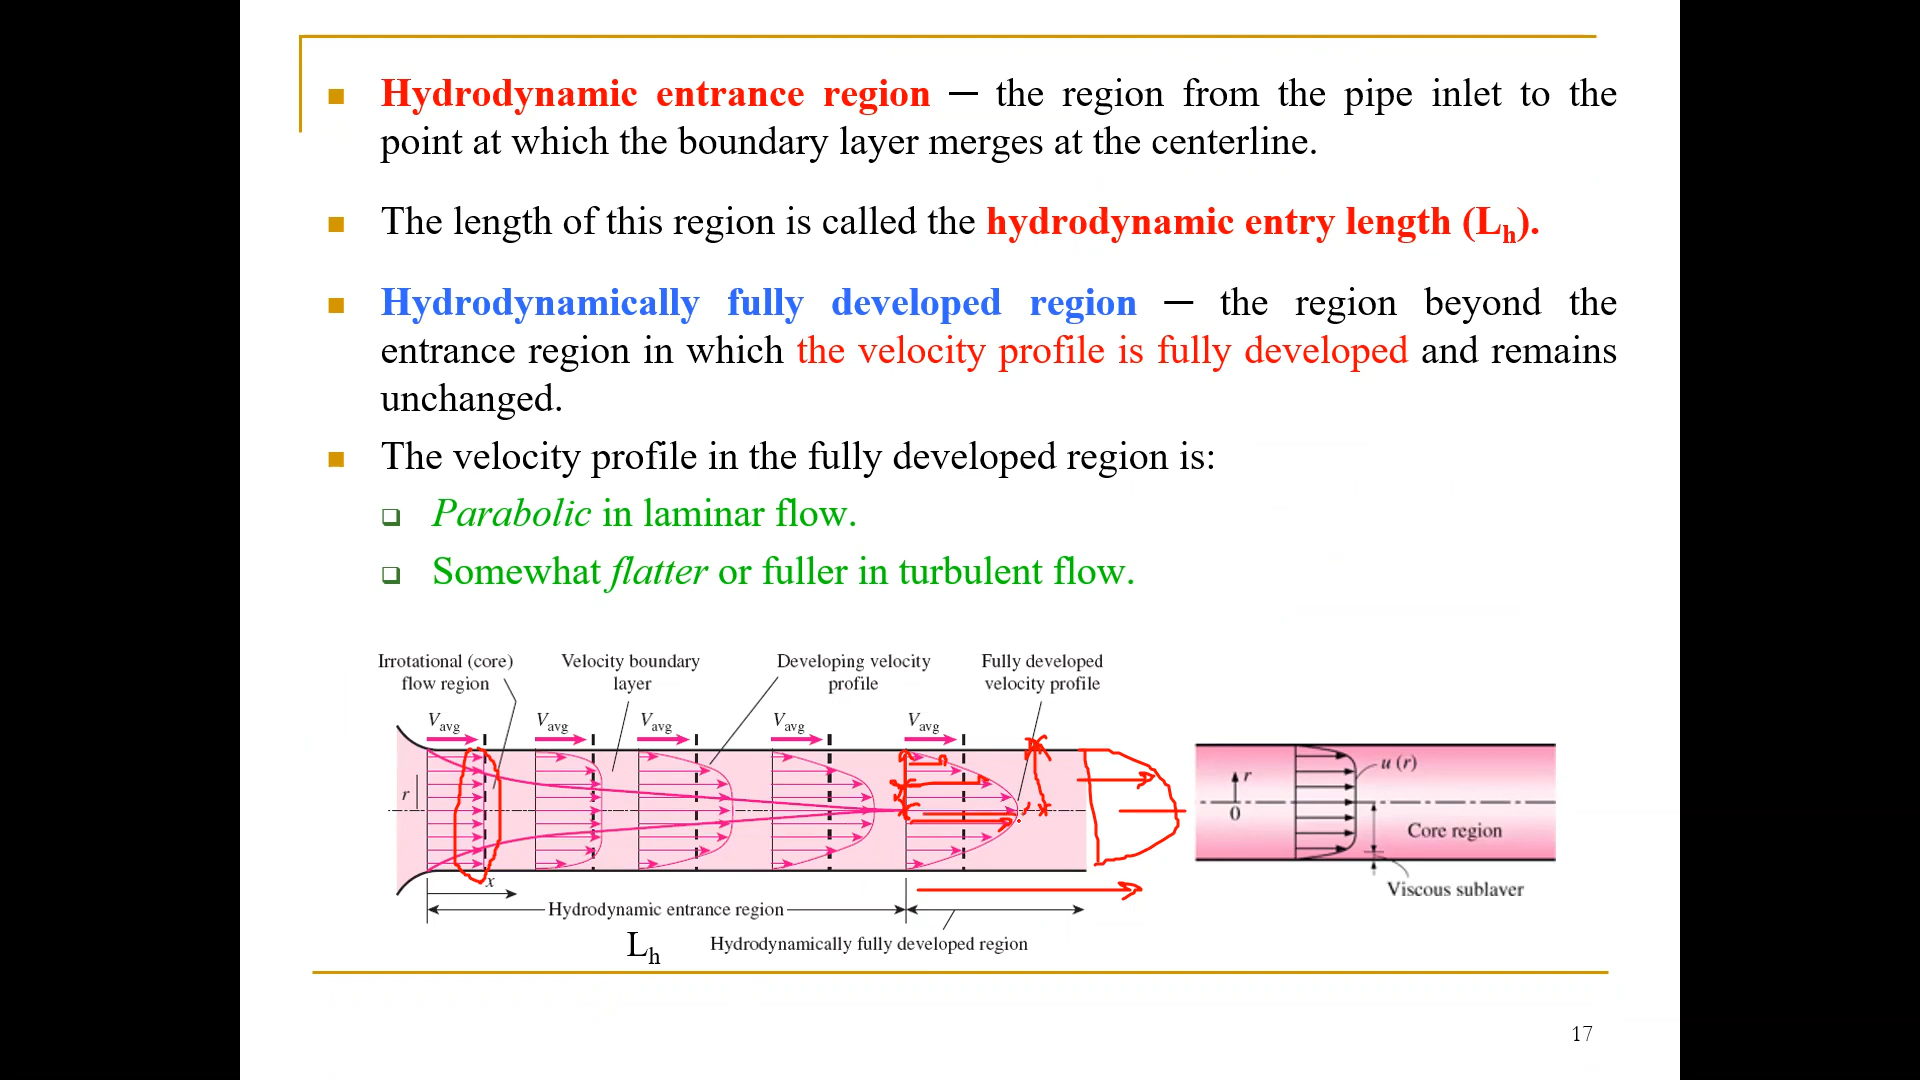 Hydrodynamic entrance region — the region from the pipe inlet to the
point at which the boundary layer merges at the centerline.
The length of this region is called the hydrodynamic entry length (Lh).
Hydrodynamically fully developed region — the region beyond the
entrance region in which the velocity profile is fully developed and remains
unchanged.
The velocity profile in the fully developed region is:
Parabolic in laminar flow.
Somewhat flatter or fuller in turbulent flow.
Irrotational (core)
flow region
Velocity boundary
layer
Developing velocity
profile
Fully developed
velocity profile
Vavg Vavg Vavg Vavg Vavg
r
x
Hydrodynamic entrance region
Lh
Hydrodynamically fully developed region
r
0
u (r)
Core region
Viscous sublayer
17